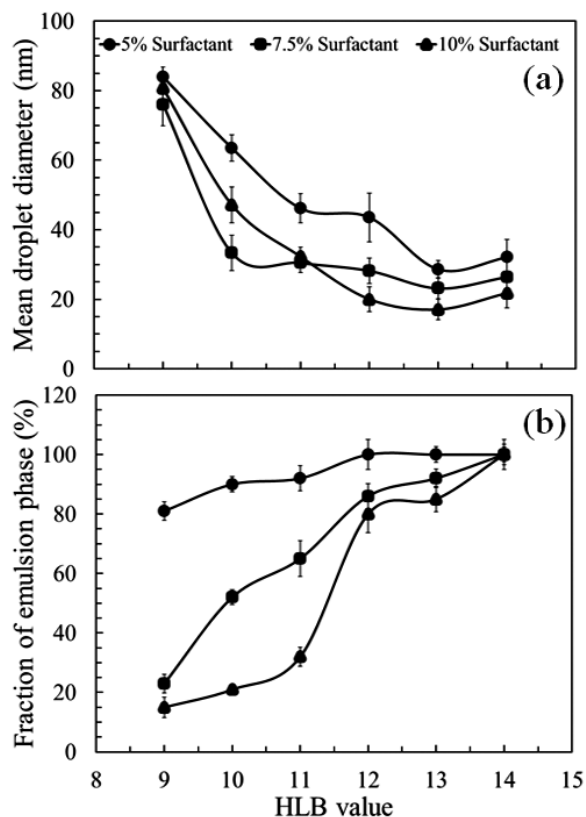 100
5% Surfactant 7.5% Surfactant 10% Surfactant
(a)
80
60
40
20
0
Mean droplet diameter (nm)
120
(b)
100
80
60
40
20
0
Fraction of emulsion phase (%)
8 9 10 11 12 13 14 15
HLB value